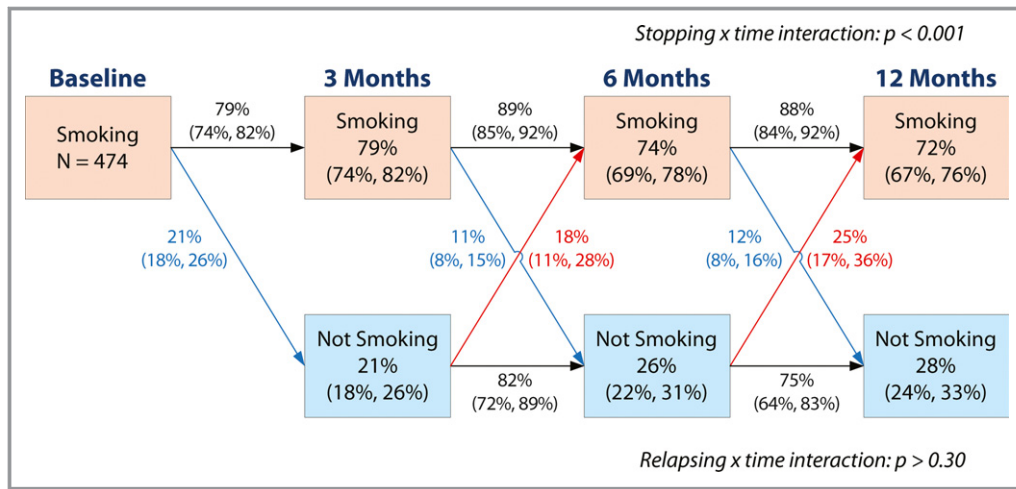 Stopping x time interaction: p < 0.001
Baseline
3 Months
6 Months
12 Months
Smoking
N = 474
79%
(74%, 82%)
Smoking
79%
(74%, 82%)
89%
(85%, 92%)
Smoking
74%
(69%, 78%)
88%
(84%, 92%)
Smoking
72%
(67%, 76%)
21%
(18%, 26%)
11%
(8%, 15%)
18%
(11%, 28%)
12%
(8%, 16%)
25%
(17%, 36%)
Not Smoking
21%
(18%, 26%)
82%
(72%, 89%)
Not Smoking
26%
(22%, 31%)
75%
(64%, 83%)
Not Smoking
28%
(24%, 33%)
Relapsing x time interaction: p > 0.30